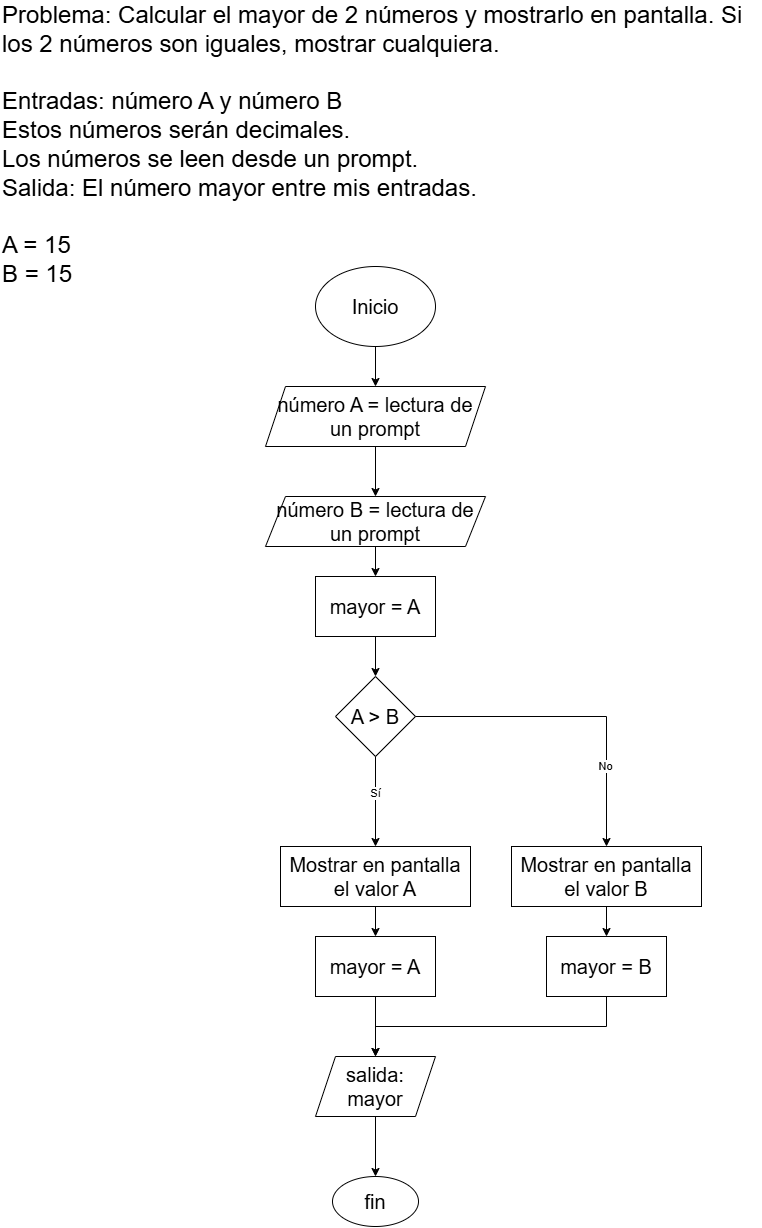 Problema: Calcular el mayor de 2 números y mostrarlo en pantalla. Si
los 2 números son iguales, mostrar cualquiera.
Entradas: número A y número B
Estos números serán decimales.
Los números se leen desde un prompt.
Salida: El número mayor entre mis entradas.
A = 15
B = 15
Inicio
número A = lectura de
un prompt
número B = lectura de
un prompt
mayor = A
A > B
No
Sí
Mostrar en pantalla
el valor A
Mostrar en pantalla
el valor B
mayor = A
mayor = B
salida:
mayor
fin